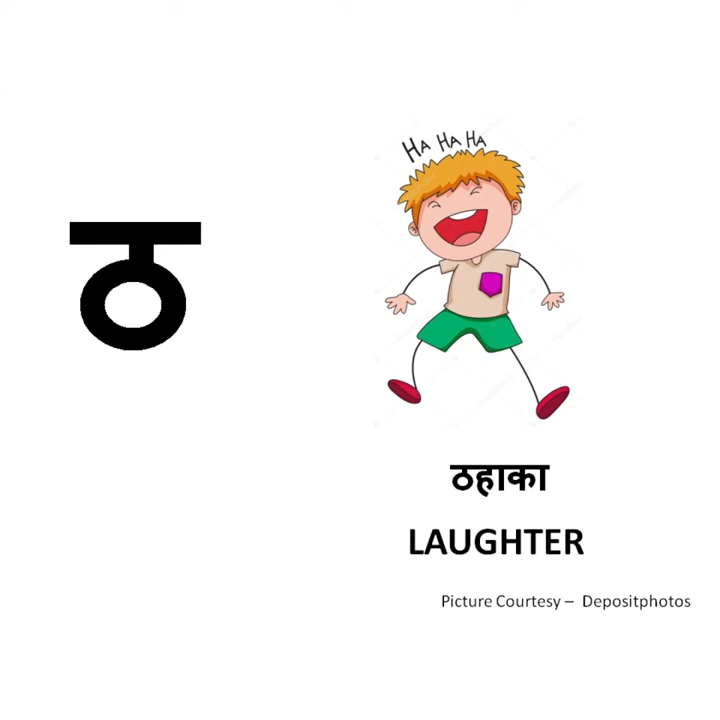 ठ
HA HA HA
ठहाका
LAUGHTER
Picture Courtesy – Depositphotos